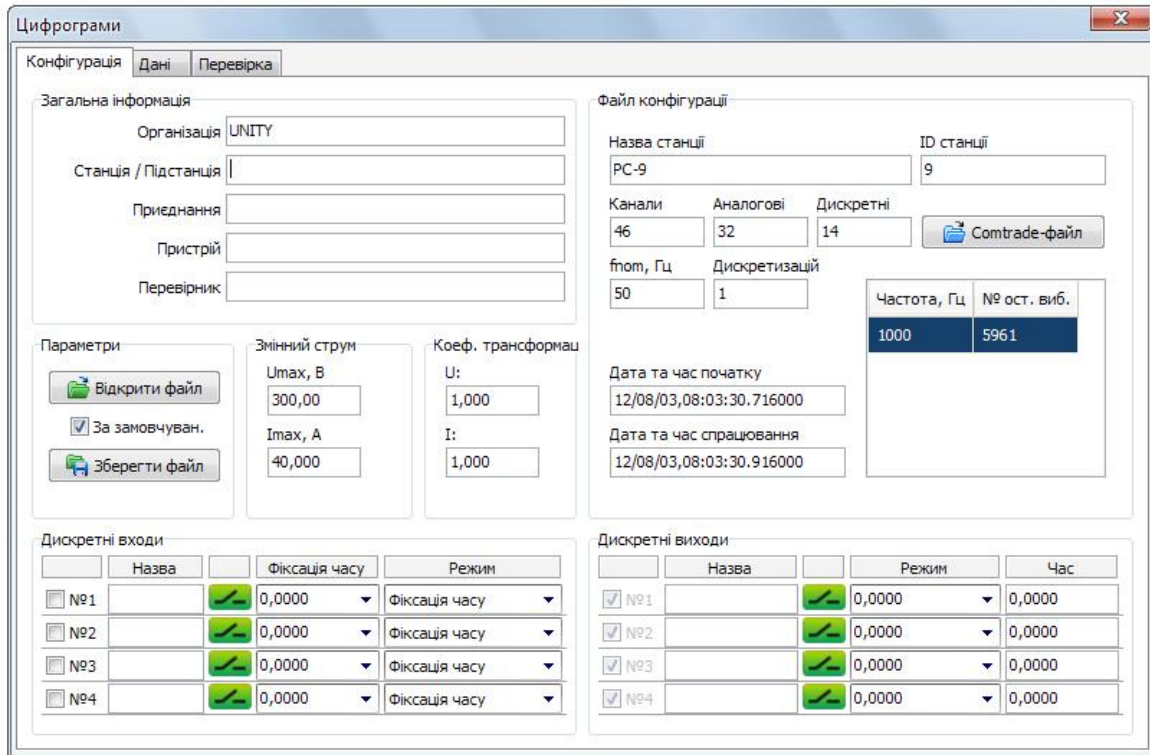 Цифрограми
Конфігурація Дані Перевірка
Загальна інформація
Організація UNITY
Станція / Підстанція
Приєднання
Пристрій
Перевірник
Файл конфігурації
Назва станції ID станції
PC-9 9
Канали Аналогові Дискретні
46 32 14 Comtrade-файл
fnom, Гц Дискретизацій
50 1
Частота, Гц № ост. виб.
1000 5961
Дата та час початку
12/08/03,08:03:30.716000
Дата та час спрацювання
12/08/03,08:03:30.916000
Параметри
Відкрити файл
За замовчуван.
Зберегти файл
Змінний струм
Umax, В
300,00
Imax, А
40,000
Коеф. трансформац
U:
1,000
I:
1,000
Дискретні входи
Назва Фіксація часу Режим
№1 0,0000 Фіксація часу
№2 0,0000 Фіксація часу
№3 0,0000 Фіксація часу
№4 0,0000 Фіксація часу
Дискретні виходи
Назва Режим Час
№1 0,0000 0,0000
№2 0,0000 0,0000
№3 0,0000 0,0000
№4 0,0000 0,0000